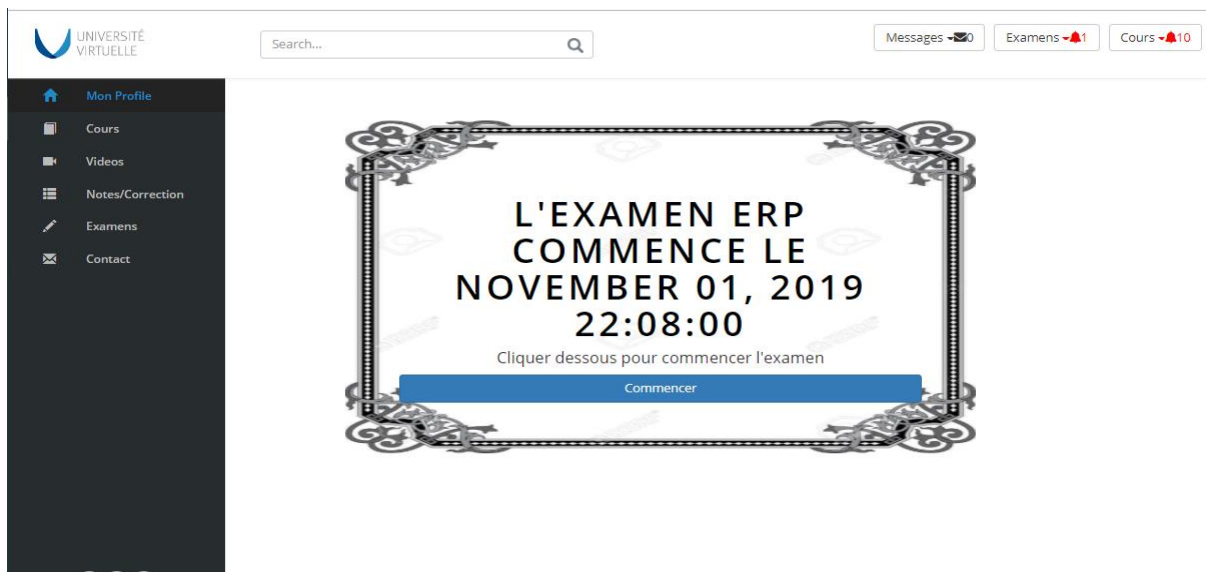 UNIVERSITÉ
VIRTUELLE
Search...
Messages 0
Examens 1
Cours 10
Mon Profile
Cours
Videos
Notes/Correction
Examens
Contact
L'EXAMEN ERP
COMMENCE LE
NOVEMBER 01, 2019
22:08:00
Cliquer dessous pour commencer l'examen
Commencer